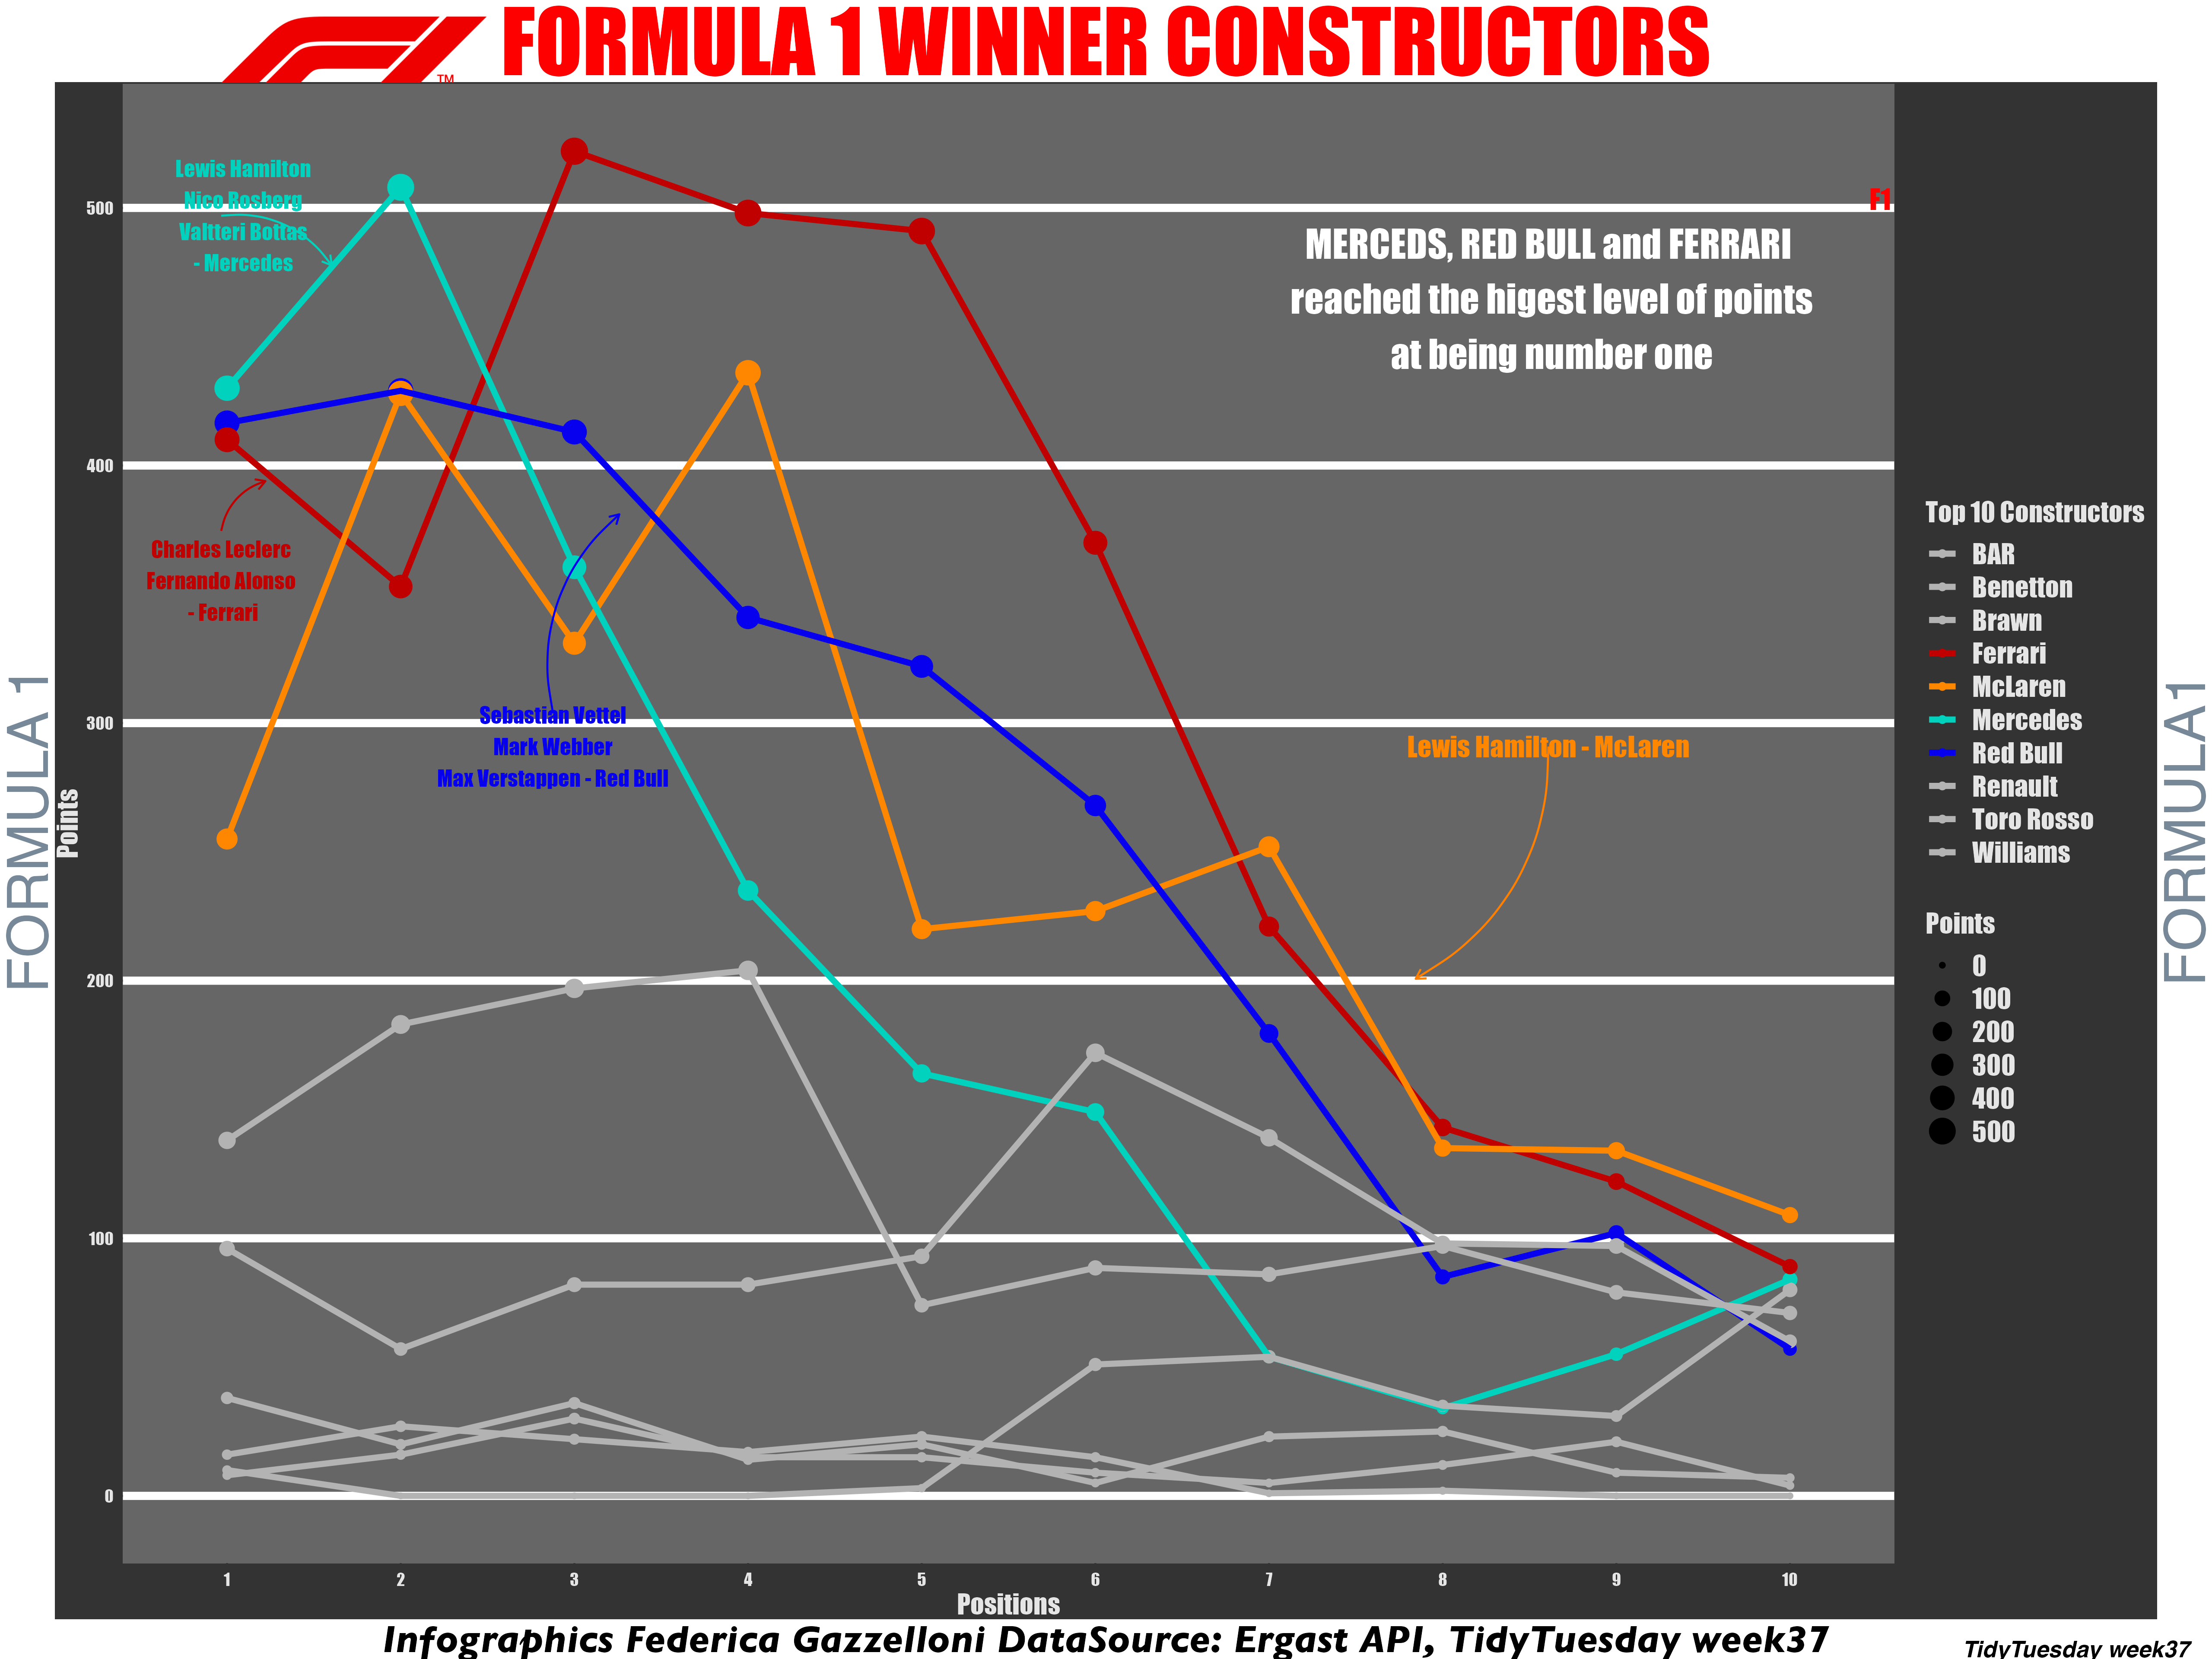 FORMULA 1 WINNER CONSTRUCTORS
TM
Lewis Hamilton
Nico Rosberg
Valtteri Bottas
- Mercedes
F1
MERCEDS, RED BULL and FERRARI
reached the higest level of points
at being number one
Charles Leclerc
Fernando Alonso
- Ferrari
Sebastian Vettel
Mark Webber
Max Verstappen - Red Bull
Lewis Hamilton - McLaren
FORMULA 1
Points
500
400
300
200
100
0
1
2
3
4
5
6
7
8
9
10
Positions
Top 10 Constructors
BAR
Benetton
Brawn
Ferrari
McLaren
Mercedes
Red Bull
Renault
Toro Rosso
Williams
Points
0
100
200
300
400
500
FORMULA1
Infographics Federica Gazzelloni DataSource: Ergast API, TidyTuesday week37
TidyTuesday week37